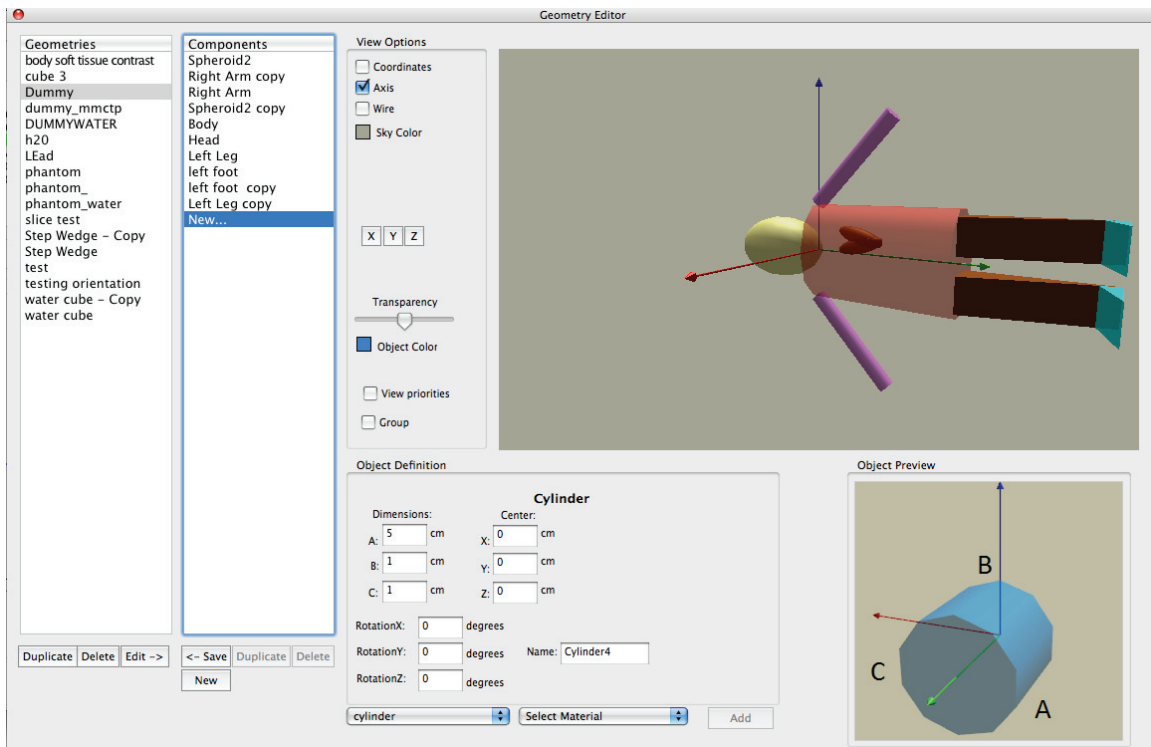 Geometry Editor
Geometries
body soft tissue contrast
cube 3
Dummy
dummy_mmctp
DUMMYWATER
h20
LEad
phantom
phantom_
phantom_water
slice test
Step Wedge - Copy
Step Wedge
test
testing orientation
water cube - Copy
water cube
Duplicate Delete Edit ->
Components
Spheroid2
Right Arm copy
Right Arm
Spheroid2 copy
Body
Head
Left Leg
left foot
left foot  copy
Left Leg copy
New...
<- Save Duplicate Delete
New
View Options
Coordinates
Axis
Wire
Sky Color
X Y Z
Transparency
Object Color
View priorities
Group
Object Definition
Cylinder
Dimensions: Center:
A: 5 cm X: 0 cm
B: 1 cm Y: 0 cm
C: 1 cm Z: 0 cm
RotationX: 0 degrees
RotationY: 0 degrees Name: Cylinder4
RotationZ: 0 degrees
cylinder Select Material Add
Object Preview
B
C
A